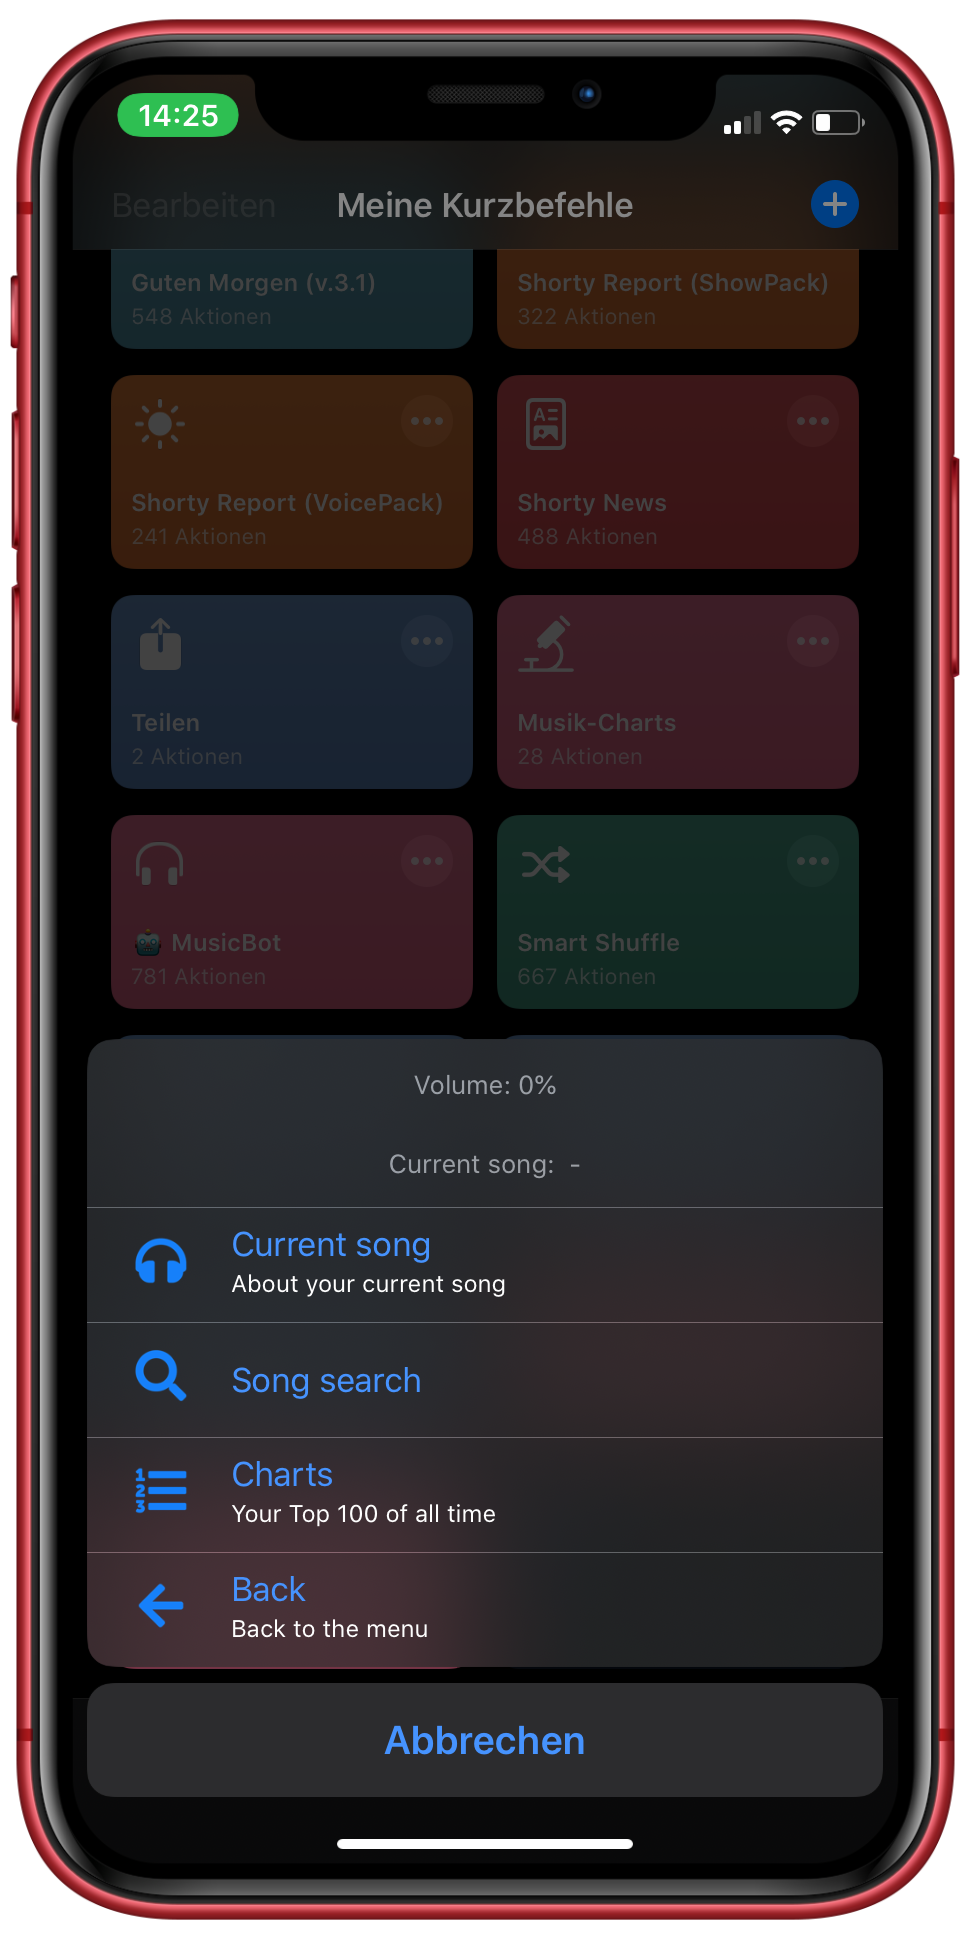 14:25
Bearbeiten
Meine Kurzbefehle
Guten Morgen (v.3.1)
548 Aktionen
Shorty Report (ShowPack)
322 Aktionen
Shorty Report (VoicePack)
241 Aktionen
Shorty News
488 Aktionen
Teilen
2 Aktionen
Musik-Charts
28 Aktionen
🤖 MusicBot
781 Aktionen
Smart Shuffle
667 Aktionen
Volume: 0%
Current song: -
Current song
About your current song
Song search
Charts
Your Top 100 of all time
Back
Back to the menu
Abbrechen